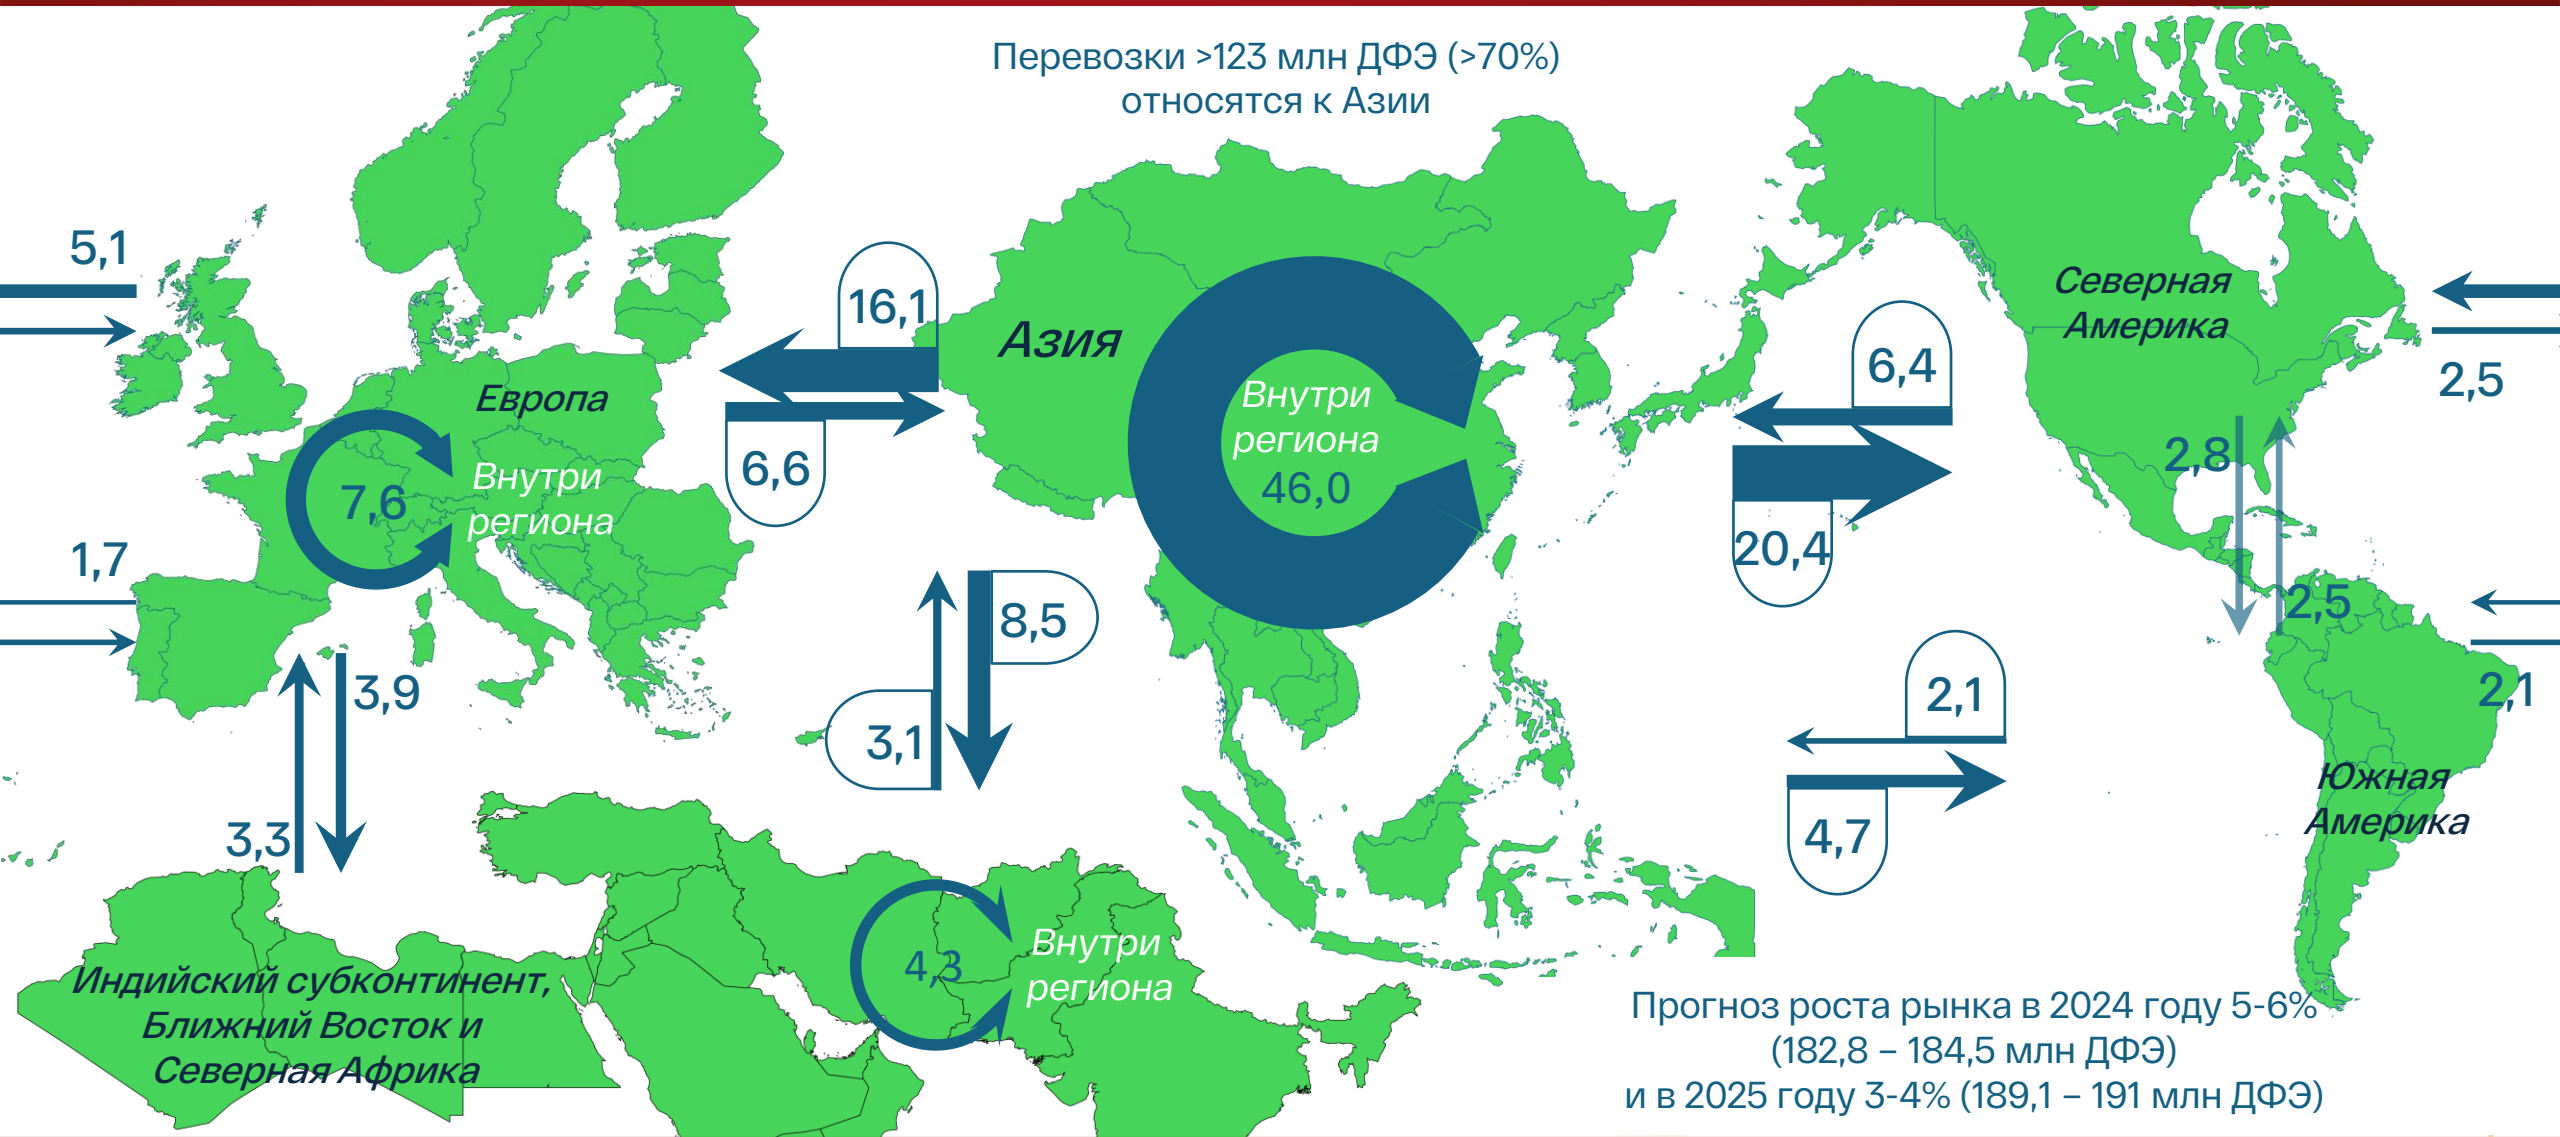 Перевозки >123 млн ДФЭ (>70%)
относятся к Азии
5,1
16,1
Азия
Северная
Америка
6,4
2,5
Европа
Внутри
региона
46,0
2,8
6,6
7,6
Внутри
региона
20,4
1,7
8,5
2,5
3,9
3,1
2,1
2,1
Южная
Америка
3,3
4,7
4,3
Внутри
региона
Индийский субконтинент,
Ближний Восток и
Северная Африка
Прогноз роста рынка в 2024 году 5-6%
(182,8 – 184,5 млн ДФЭ)
и в 2025 году 3-4% (189,1 – 191 млн ДФЭ)